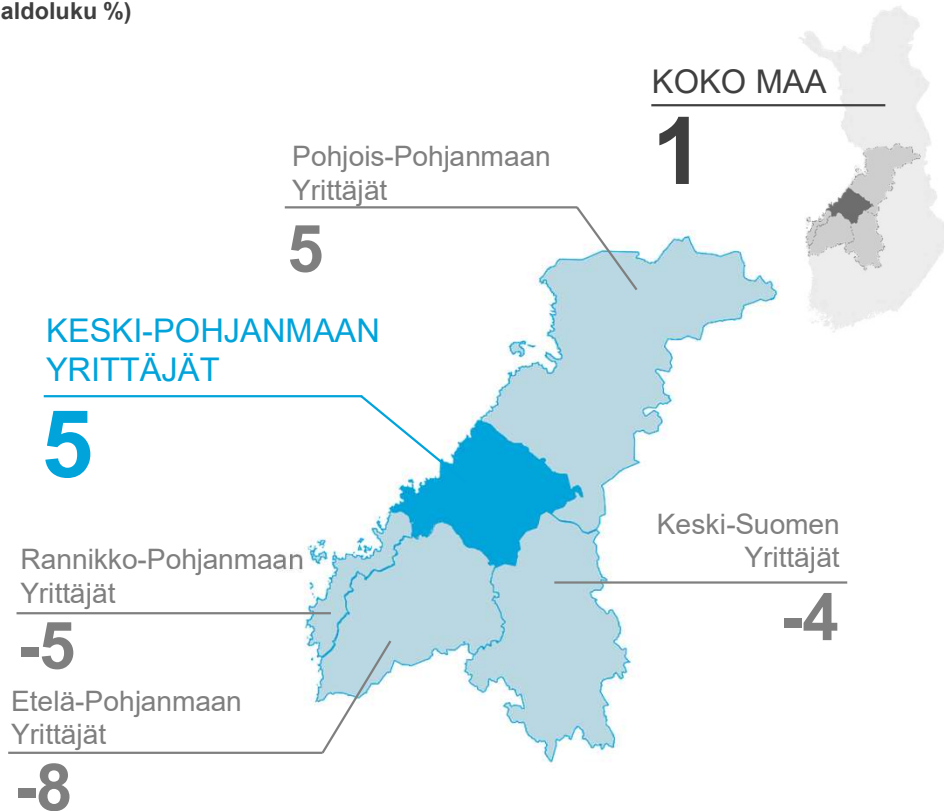 aldoluku %)
KOKO MAA
1
Pohjois-Pohjanmaan
Yrittäjät
5
KESKI-POHJANMAAN
YRITTÄJÄT
5
Keski-Suomen
Yrittäjät
-4
Rannikko-Pohjanmaan
Yrittäjät
-5
Etelä-Pohjanmaan
Yrittäjät
-8